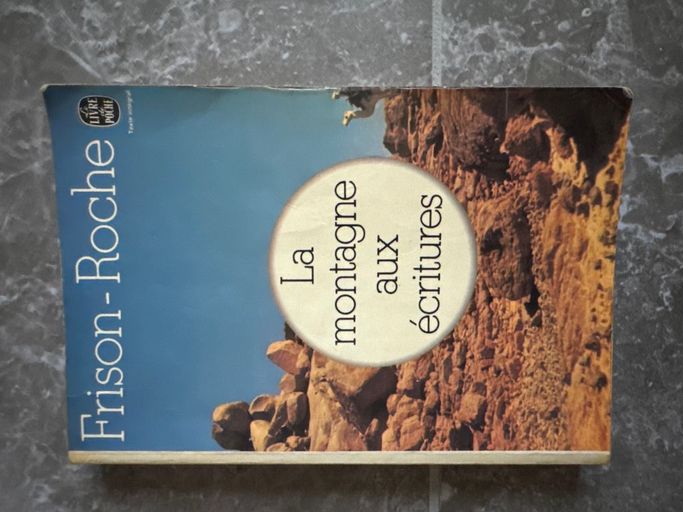 Frison-Roche
Le
LIVRE
de
POCHE
Texte intégral
La
montagne
aux
écritures